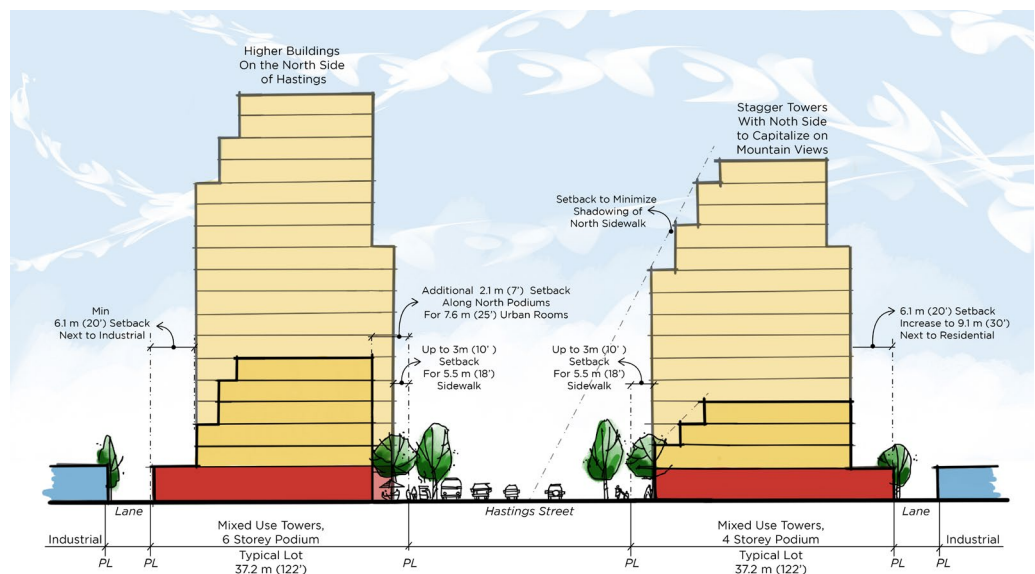 Higher Buildings
On the North Side
of Hastings
Stagger Towers
With Noth Side
to Capitalize on
Mountain Views
Setback to Minimize
Shadowing of
North Sidewalk
Min
6.1 m (20') Setback
Next to Industrial
Additional 2.1 m (7') Setback
Along North Podiums
For 7.6 m (25') Urban Rooms
Up to 3m (10' )
Setback
For 5.5 m (18')
Sidewalk
Up to 3m (10' )
Setback
For 5.5 m (18')
Sidewalk
6.1 m (20') Setback
Increase to 9.1 m (30')
Next to Residential
Lane
Hastings Street
Lane
Industrial
PL
PL
Mixed Use Towers,
6 Storey Podium
Typical Lot
37.2 m (122')
PL
PL
Mixed Use Towers,
4 Storey Podium
Typical Lot
37.2 m (122')
PL
PL
Industrial